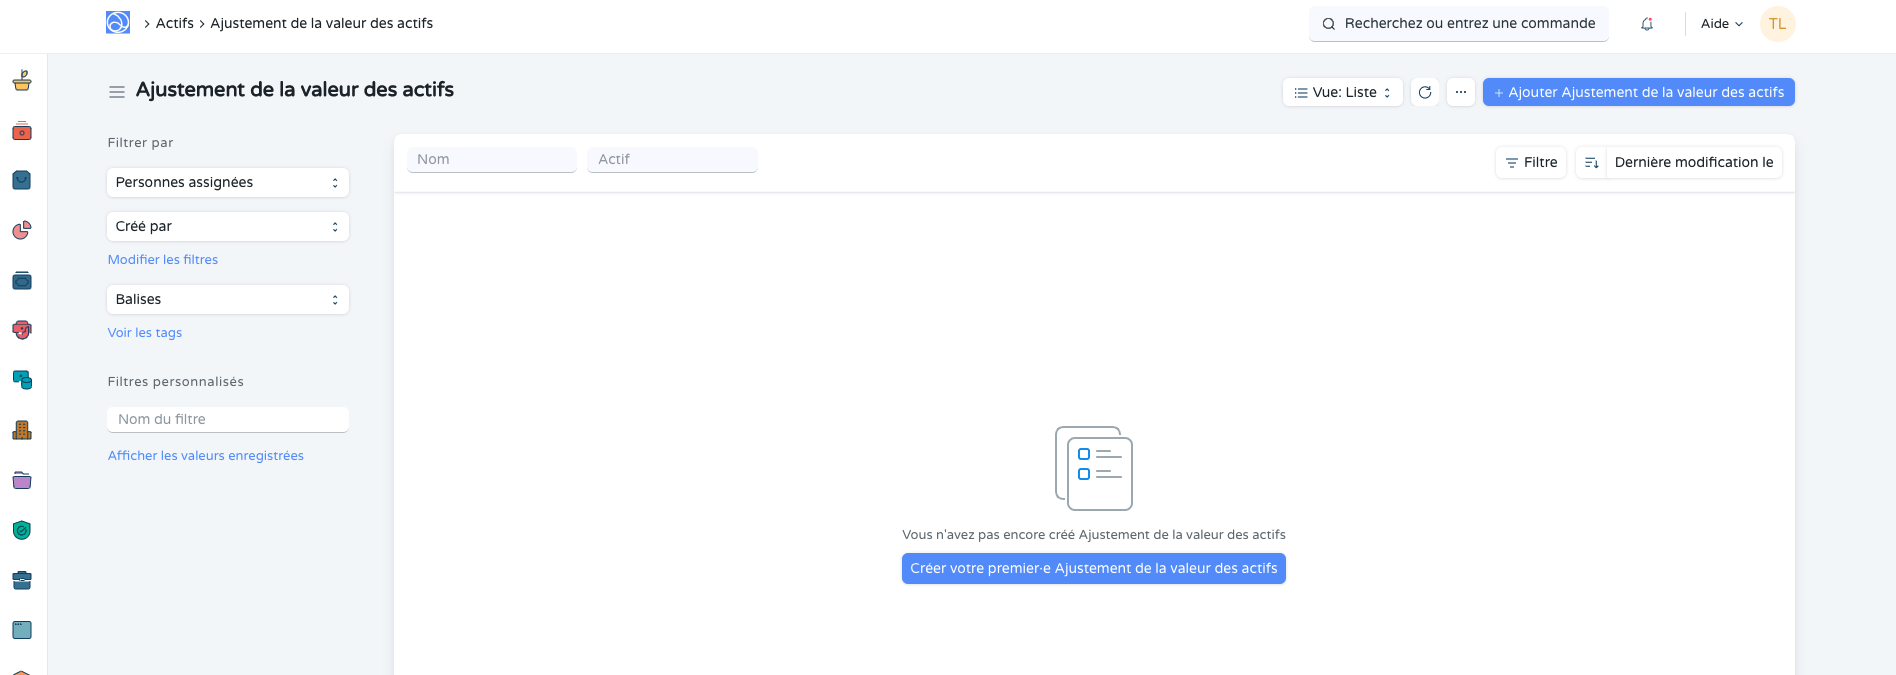 Actifs
Ajustement de la valeur des actifs
Recherchez ou entrez une commande
Aide
TL
Ajustement de la valeur des actifs
Vue: Liste
Ajouter Ajustement de la valeur des actifs
Filtrer par
Personnes assignées
Créé par
Modifier les filtres
Balises
Voir les tags
Filtres personnalisés
Nom du filtre
Afficher les valeurs enregistrées
Nom
Actif
Filtre
Dernière modification le
Vous n'avez pas encore créé Ajustement de la valeur des actifs
Créer votre premier·e Ajustement de la valeur des actifs